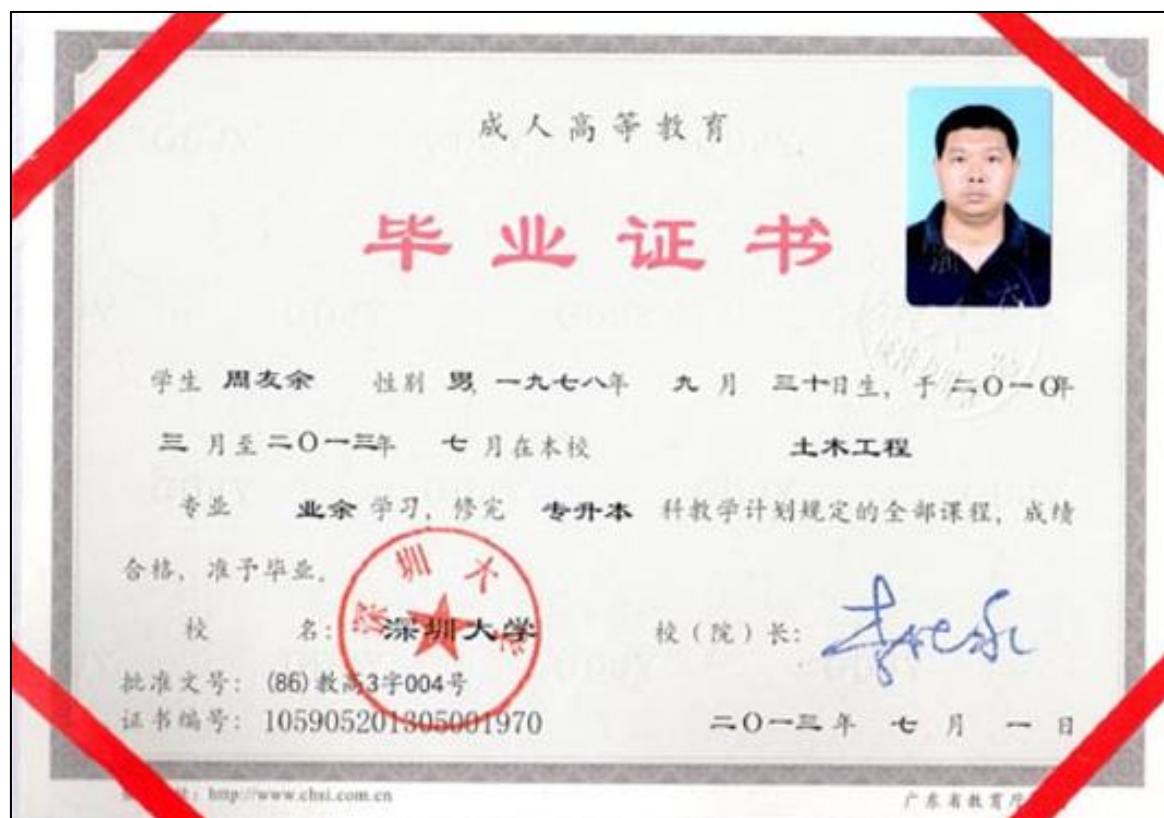 成人高等教育
毕业证书
学生 周友余 性别 男, 一九七八年 九 月 三十日生, 于 二〇一〇年
三 月至 二〇一三年 七 月在本校 土木工程
专业 业余 学习, 修完 专升本 科教学计划规定的全部课程, 成绩
合格, 准予毕业。
深圳大学
校 名: 深圳大学 校(院)长:
批准文号: (86)教高3字004号
证书编号: 105905201305001970 二〇一三年 七 月 一 日
http://www.chsi.com.cn 广东省教育厅